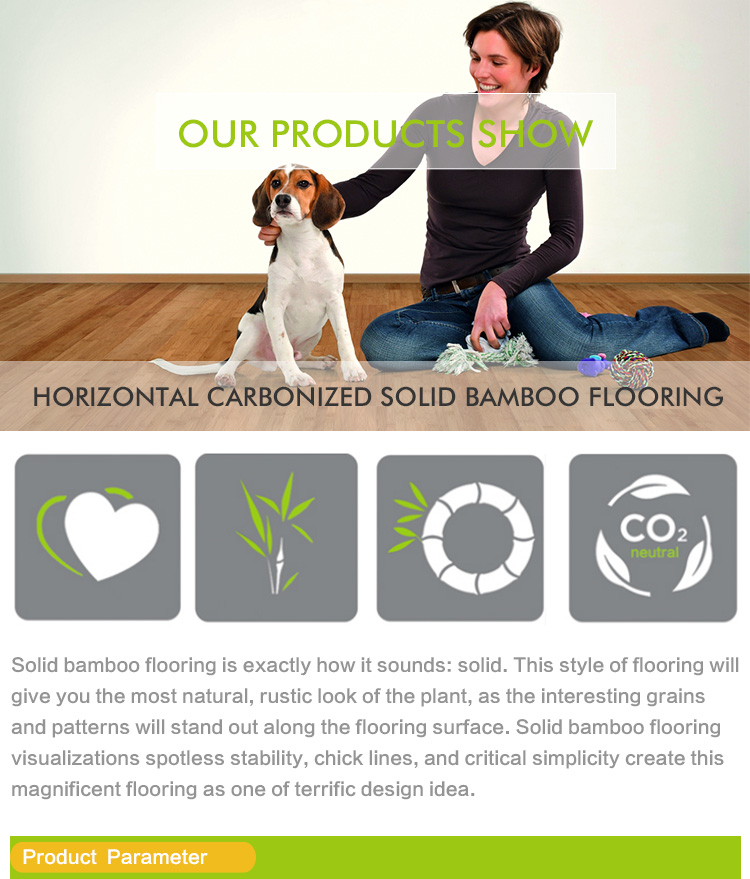 OUR PRODUCTS SHOW
HORIZONTAL CARBONIZED SOLID BAMBOO FLOORING
CO2
neutral
Solid bamboo flooring is exactly how it sounds: solid. This style of flooring will
give you the most natural, rustic look of the plant, as the interesting grains
and patterns will stand out along the flooring surface. Solid bamboo flooring
visualizations spotless stability, chick lines, and critical simplicity create this
magnificent flooring as one of terrific design idea.
Product Parameter